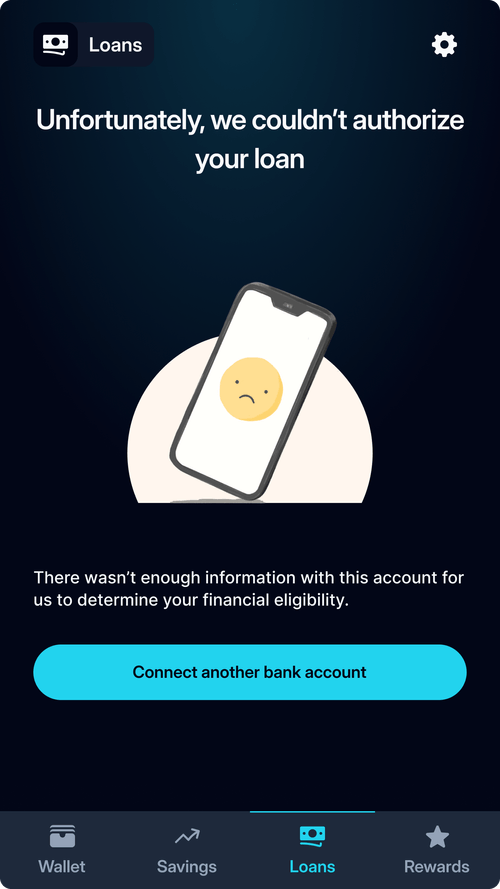 Loans
Unfortunately, we couldn’t authorize
your loan
There wasn’t enough information with this account for
us to determine your financial eligibility.
Connect another bank account
Wallet
Savings
Loans
Rewards